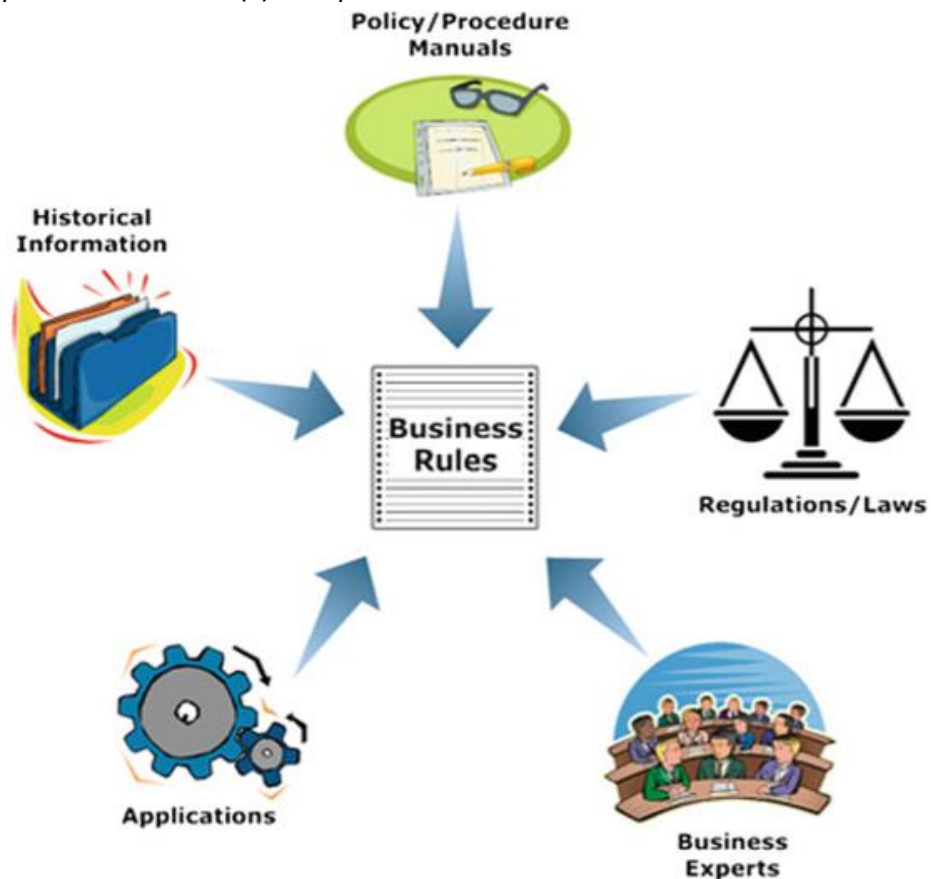 Policy/Procedure
Manuals
Historical
Information
Business
Rules
Regulations/Laws
Applications
Business
Experts